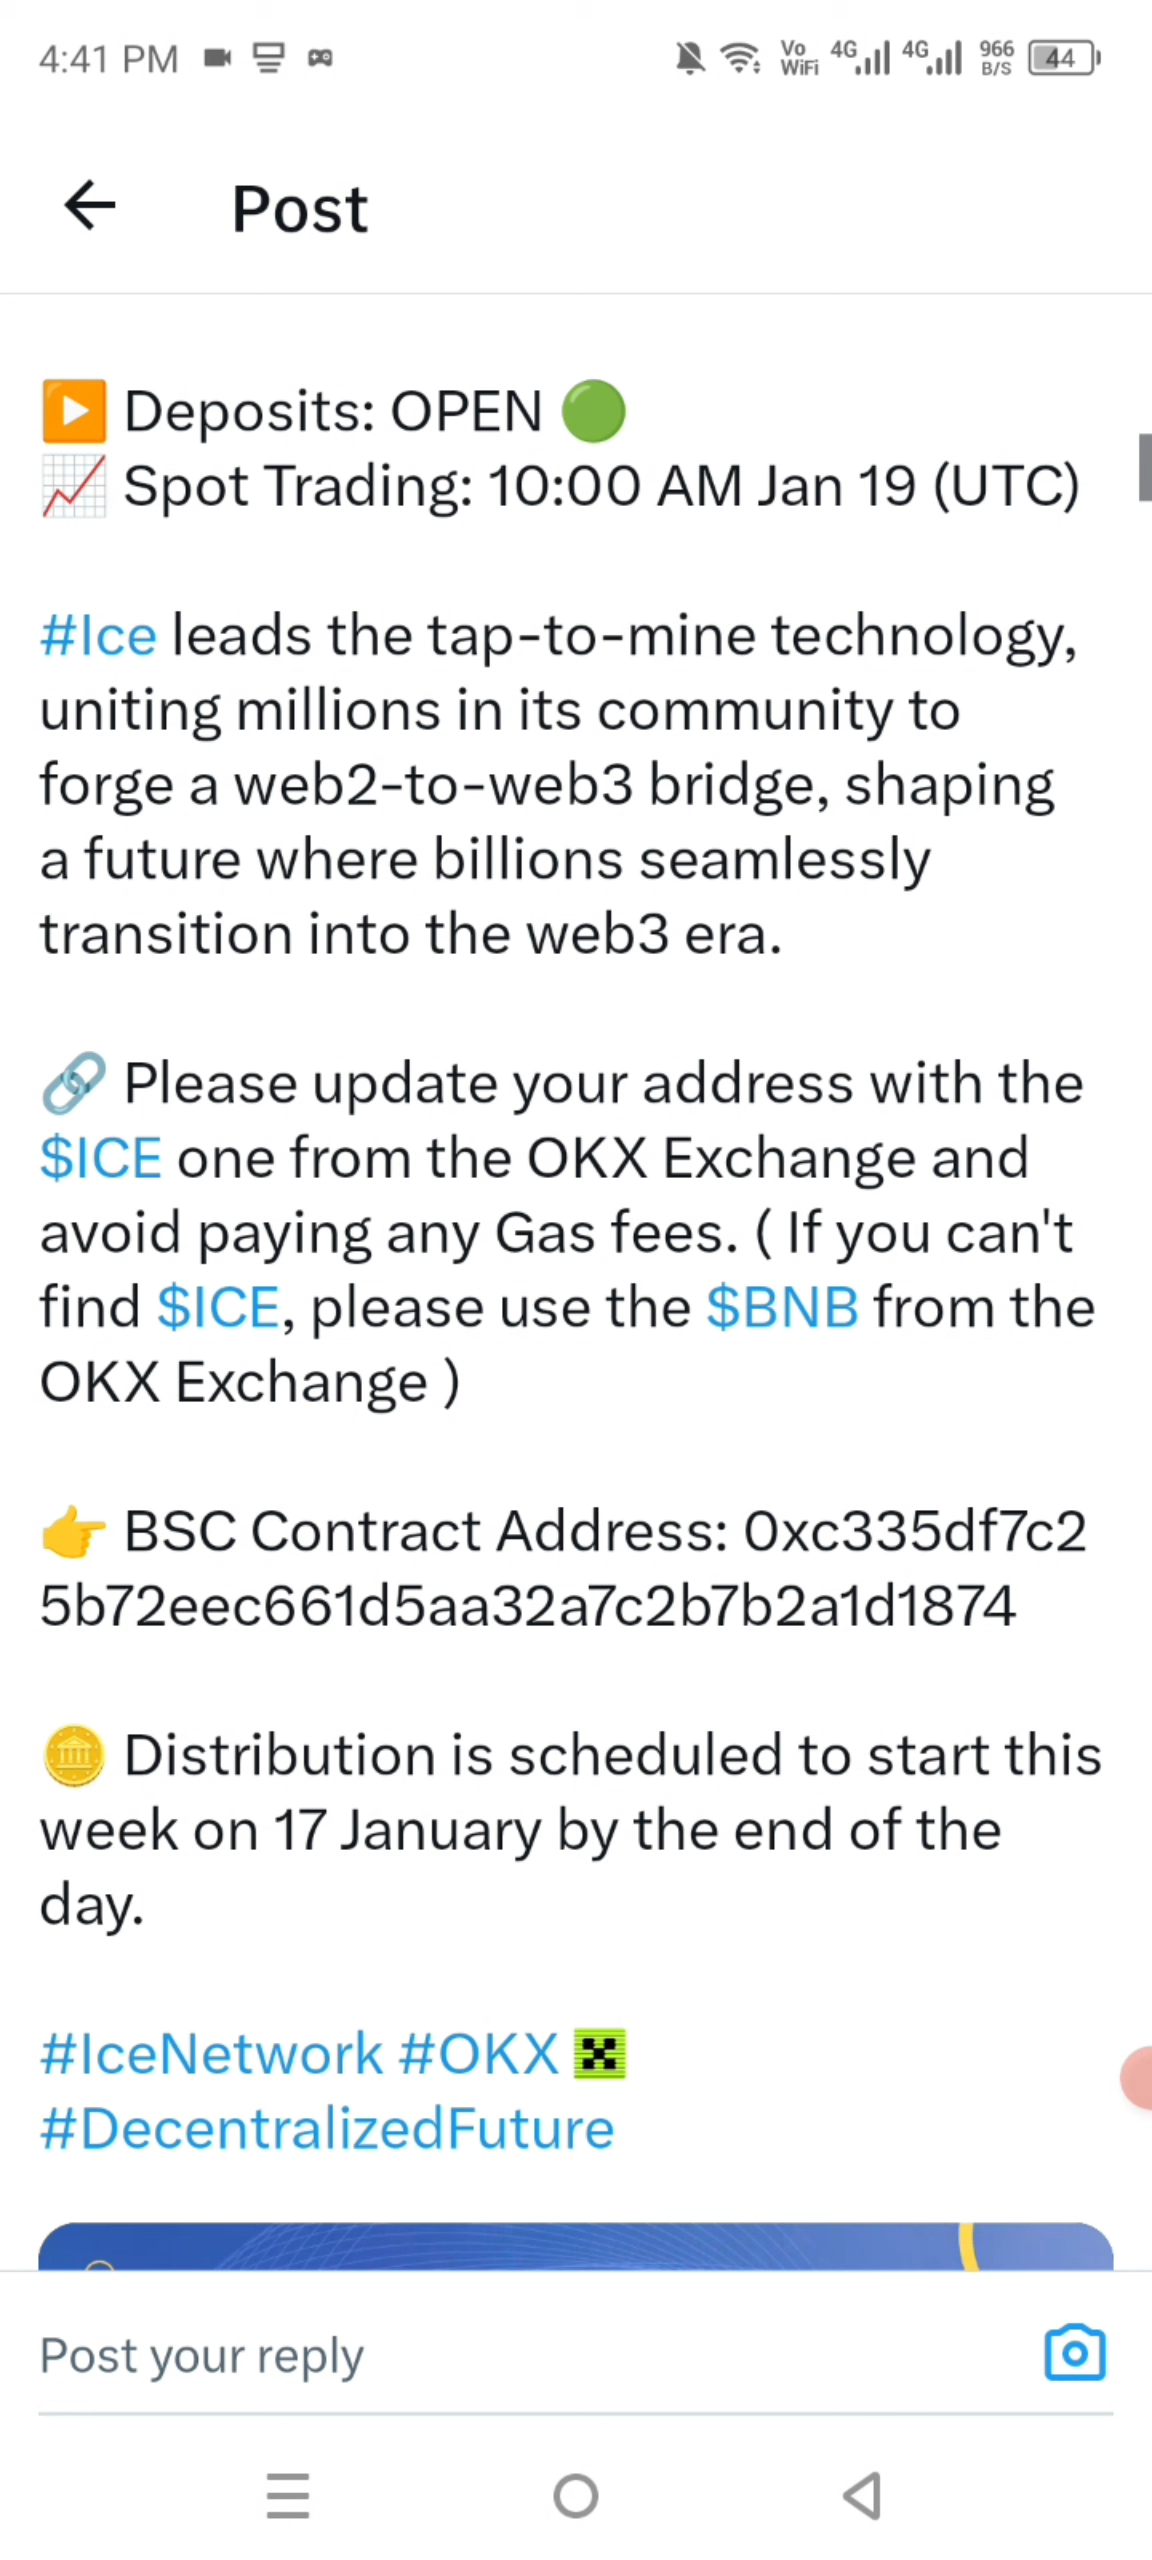 4:41 PM
Vo WiFi 4G 4G 966 B/S 44
Post
Deposits: OPEN
Spot Trading: 10:00 AM Jan 19 (UTC)
#Ice leads the tap-to-mine technology,
uniting millions in its community to
forge a web2-to-web3 bridge, shaping
a future where billions seamlessly
transition into the web3 era.
Please update your address with the
$ICE one from the OKX Exchange and
avoid paying any Gas fees. ( If you can't
find $ICE, please use the $BNB from the
OKX Exchange )
BSC Contract Address: 0xc335df7c2
5b72eec661d5aa32a7c2b7b2a1d1874
Distribution is scheduled to start this
week on 17 January by the end of the
day.
#IceNetwork #OKX
#DecentralizedFuture
Post your reply